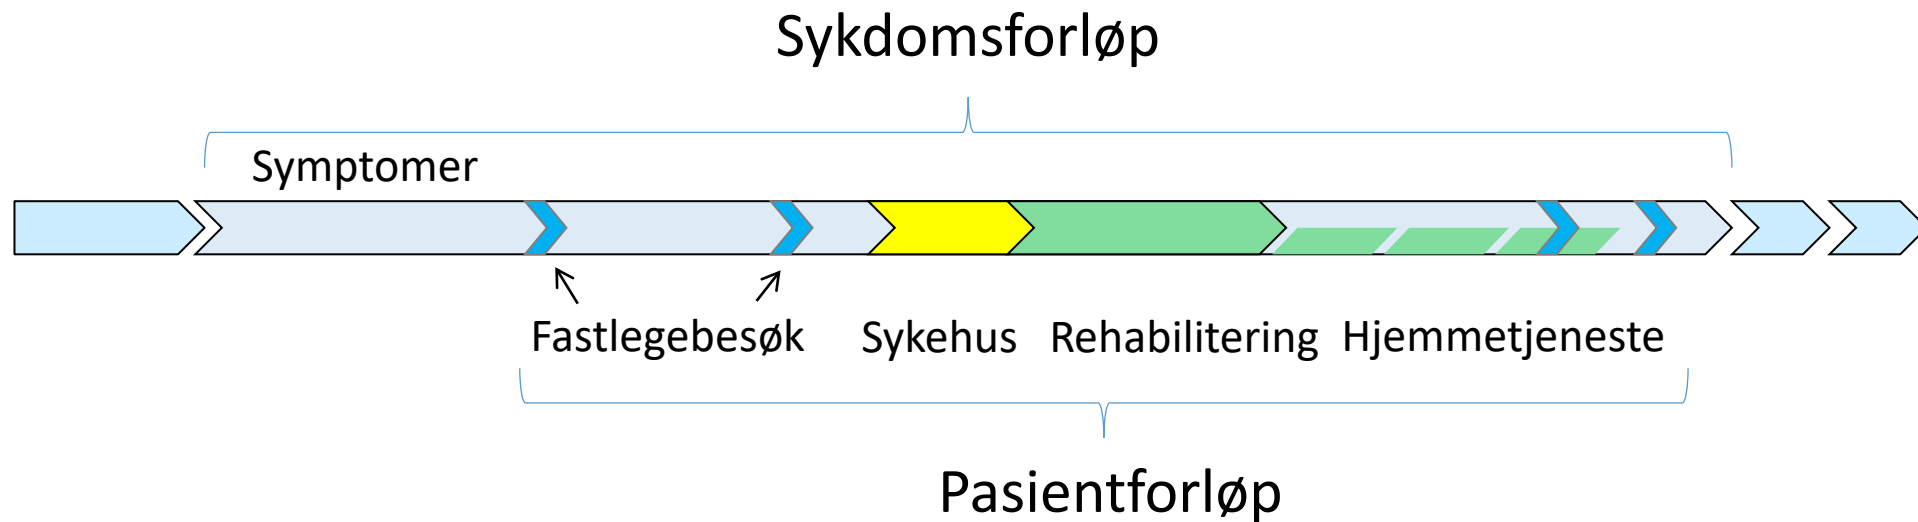 Sykdomsforløp
Symptomer
Fastlegebesøk Sykehus Rehabilitering Hjemmetjeneste
Pasientforløp